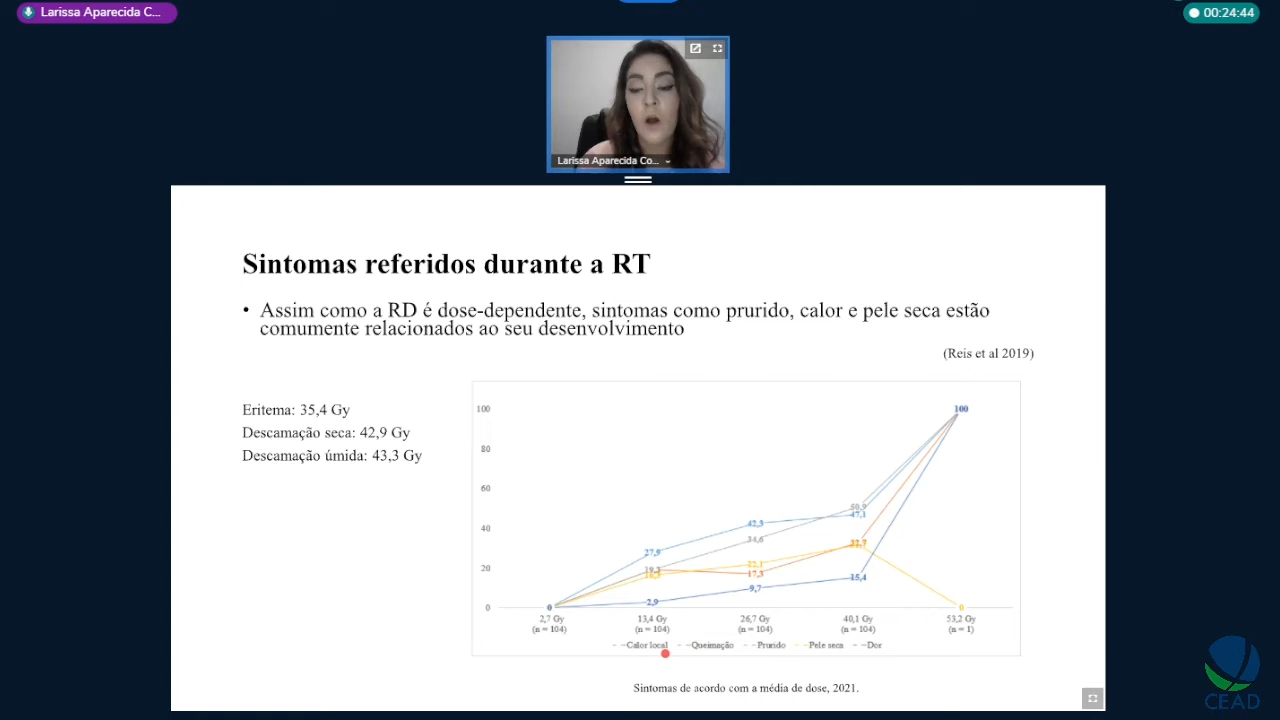 Larissa Aparecida C...
00:24:44
Larissa Aparecida Co...
Sintomas referidos durante a RT
• Assim como a RD é dose-dependente, sintomas como prurido, calor e pele seca estão
comumente relacionados ao seu desenvolvimento
(Reis et al 2019)
Eritema: 35,4 Gy
Descamação seca: 42,9 Gy
Descamação úmida: 43,3 Gy
100
80
60
40
20
0
100
50,9
47,1
42,3
34,6
27,9
22,1
17,3
15,4
9,7
2,9
0
0
2,7 Gy 13,4 Gy 26,7 Gy 40,1 Gy 53,2 Gy
(n = 104) (n = 104) (n = 104) (n = 104) (n = 1)
Calor local Queimação Prurido Pele seca Dor
Sintomas de acordo com a média de dose, 2021.
CEAD